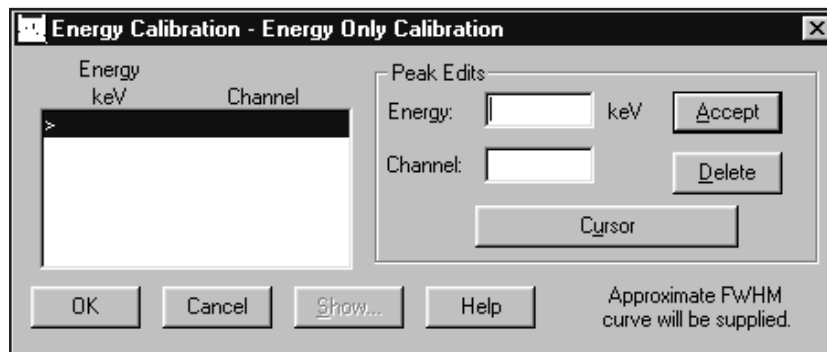 Energy Calibration - Energy Only Calibration
Energy
keV Channel
>
Peak Edits
Energy: keV Accept
Channel: Delete
Cursor
OK Cancel Show... Help
Approximate FWHM
curve will be supplied.